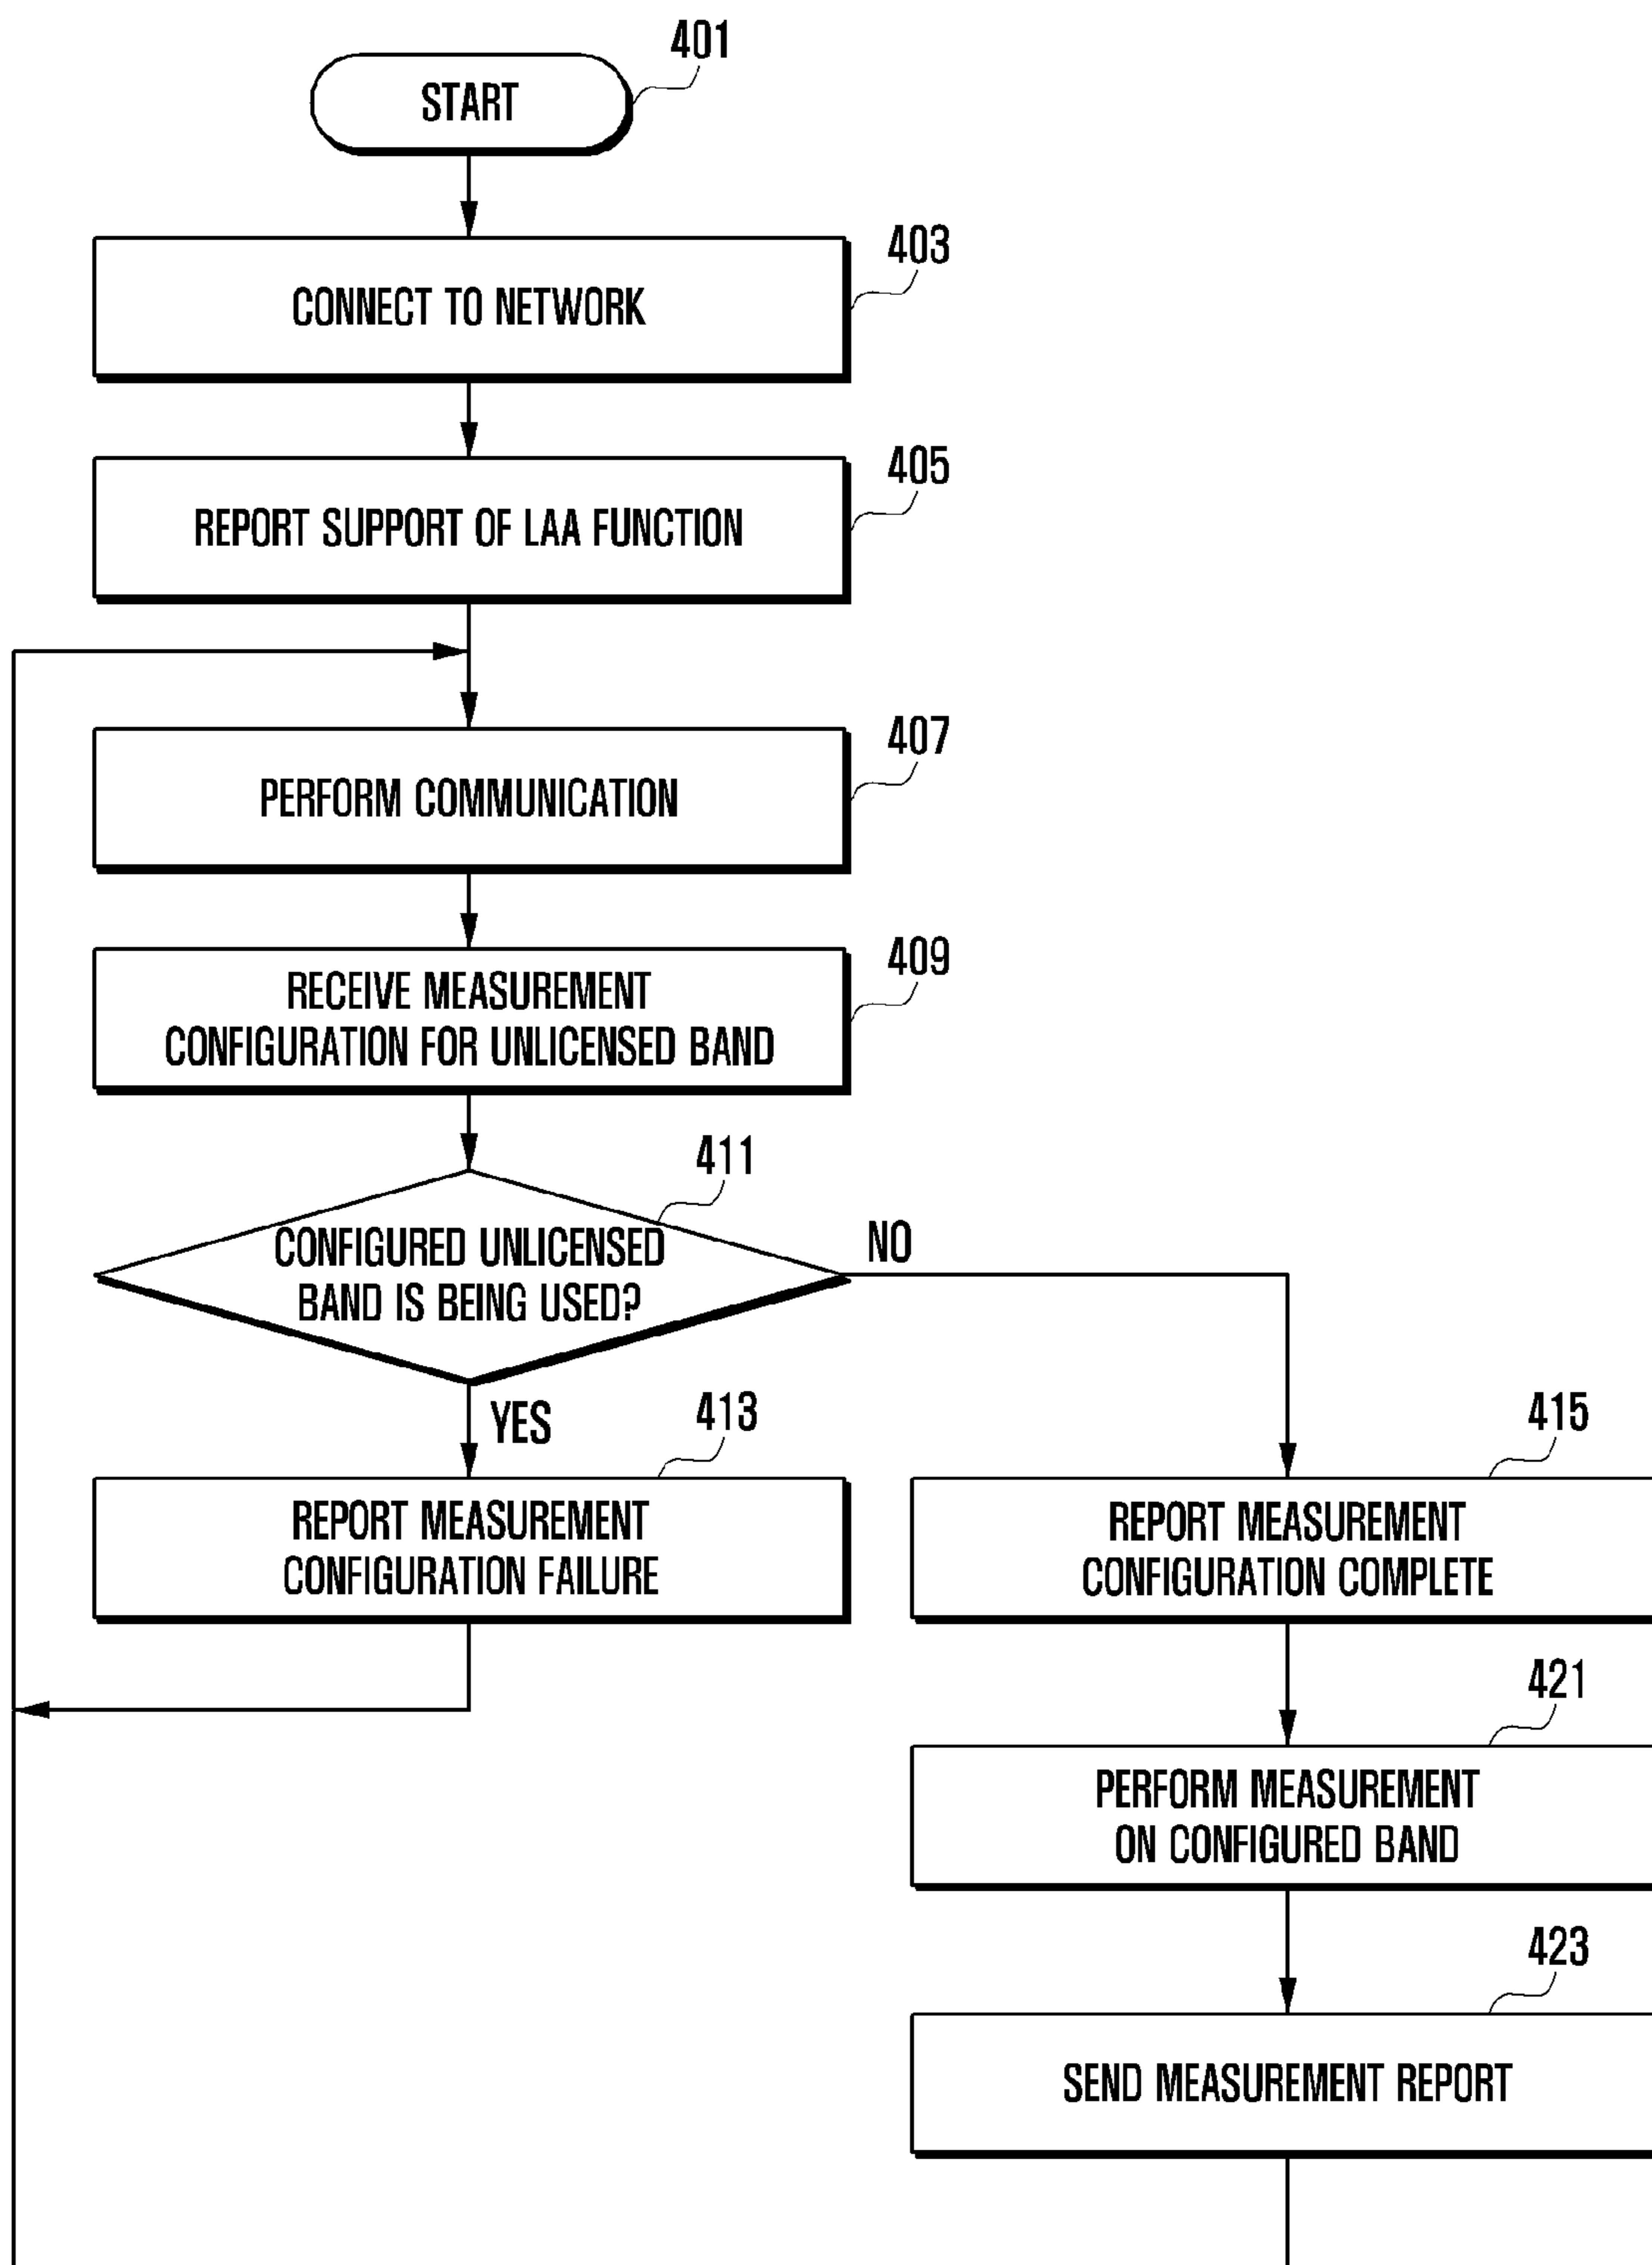 401
START
403
CONNECT TO NETWORK
405
REPORT SUPPORT OF LAA FUNCTION
407
PERFORM COMMUNICATION
409
RECEIVE MEASUREMENT
CONFIGURATION FOR UNLICENSED BAND
411
CONFIGURED UNLICENSED
BAND IS BEING USED?
NO
YES
413
REPORT MEASUREMENT
CONFIGURATION FAILURE
415
REPORT MEASUREMENT
CONFIGURATION COMPLETE
421
PERFORM MEASUREMENT
ON CONFIGURED BAND
423
SEND MEASUREMENT REPORT